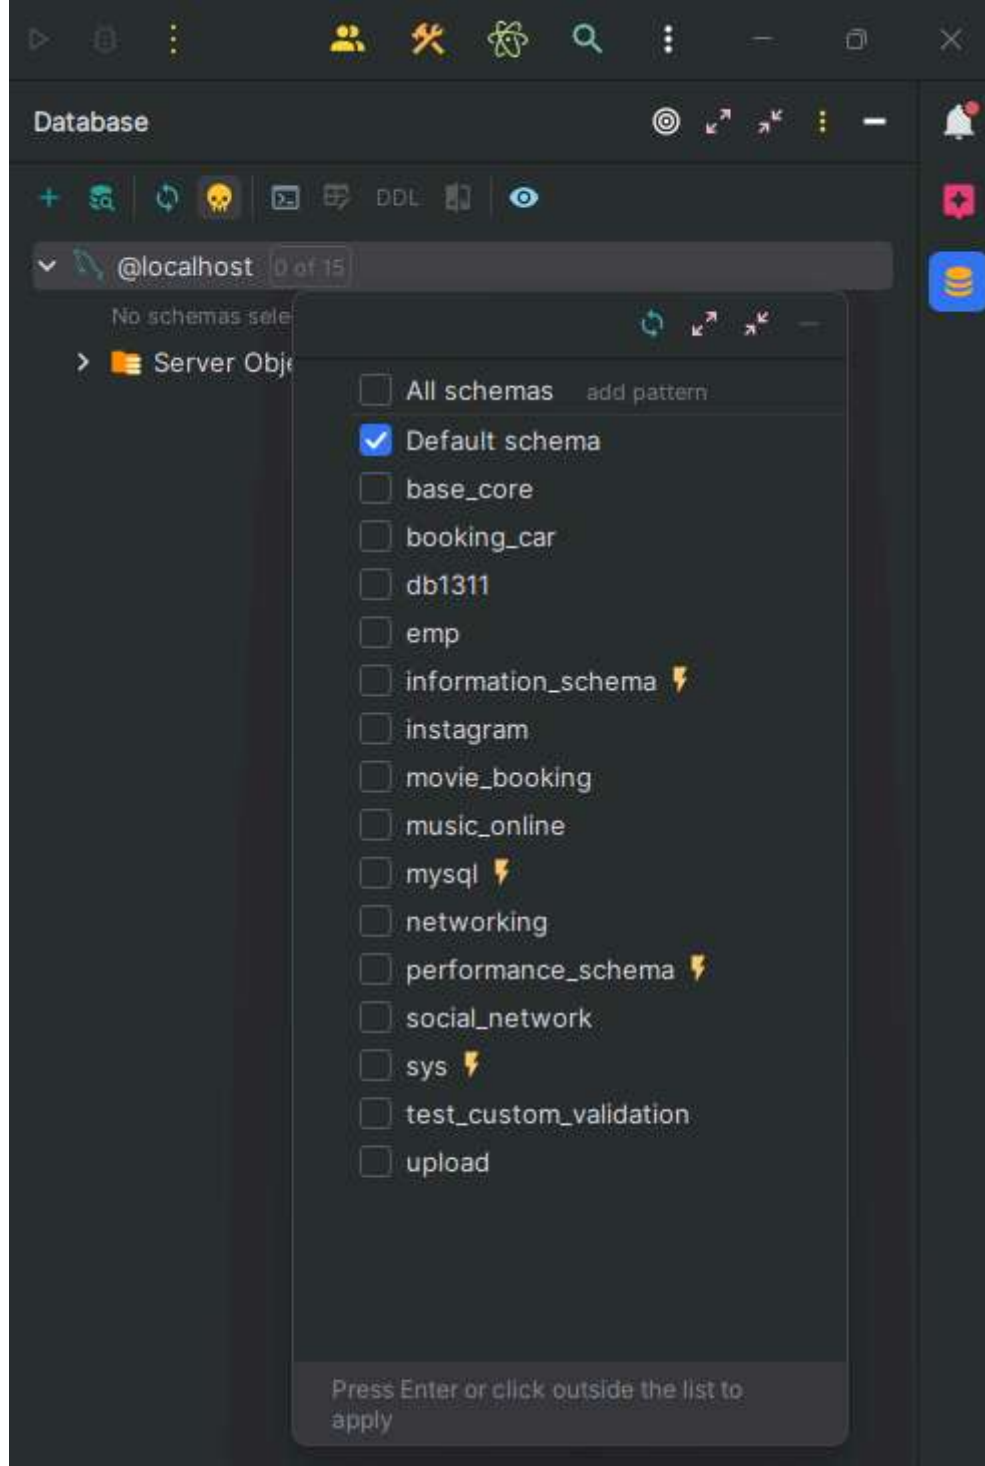 Database
DDL
@localhost 0 of 15
No schemas sele
Server Obje
All schemas add pattern
Default schema
base_core
booking_car
db1311
emp
information_schema
instagram
movie_booking
music_online
mysql
networking
performance_schema
social_network
sys
test_custom_validation
upload
Press Enter or click outside the list to
apply